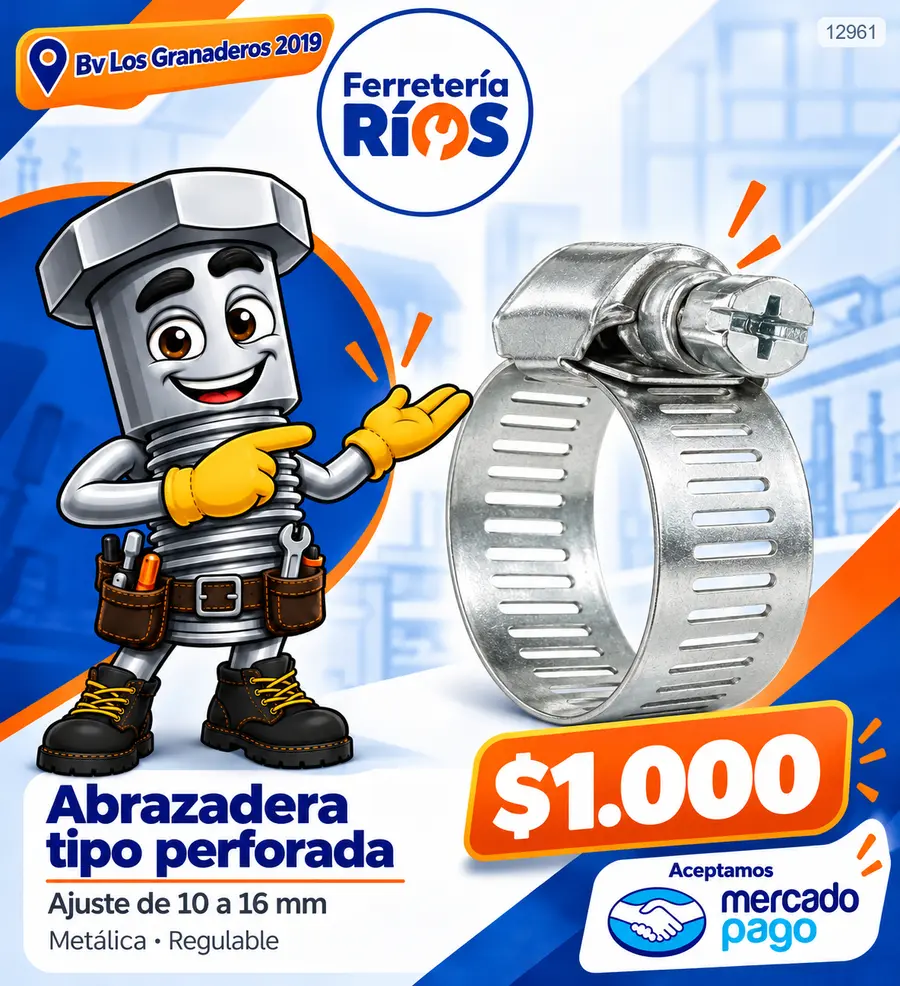 Bv Los Granaderos 2019
Ferretería
RÍOS
12961
$1.000
Abrazadera
tipo perforada
Ajuste de 10 a 16 mm
Metálica • Regulable
Aceptamos
mercado
pago